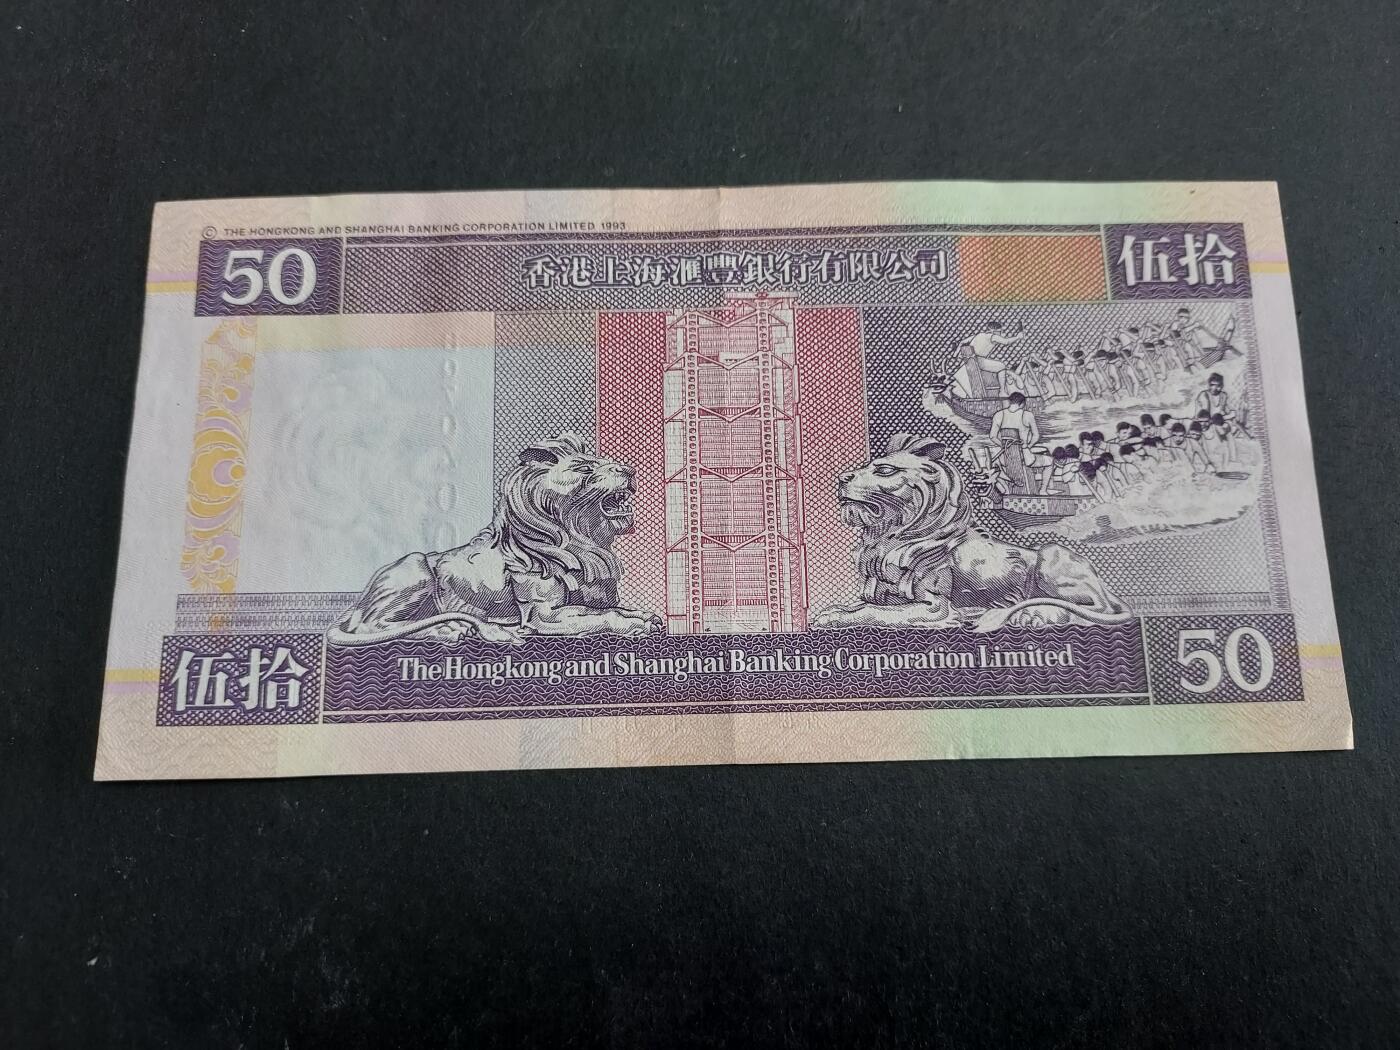 © THE HONGKONG AND SHANGHAI BANKING CORPORATION LIMITED 1993
50 香港上海滙豐銀行有限公司 伍拾
伍拾 The Hongkong and Shanghai Banking Corporation Limited 50